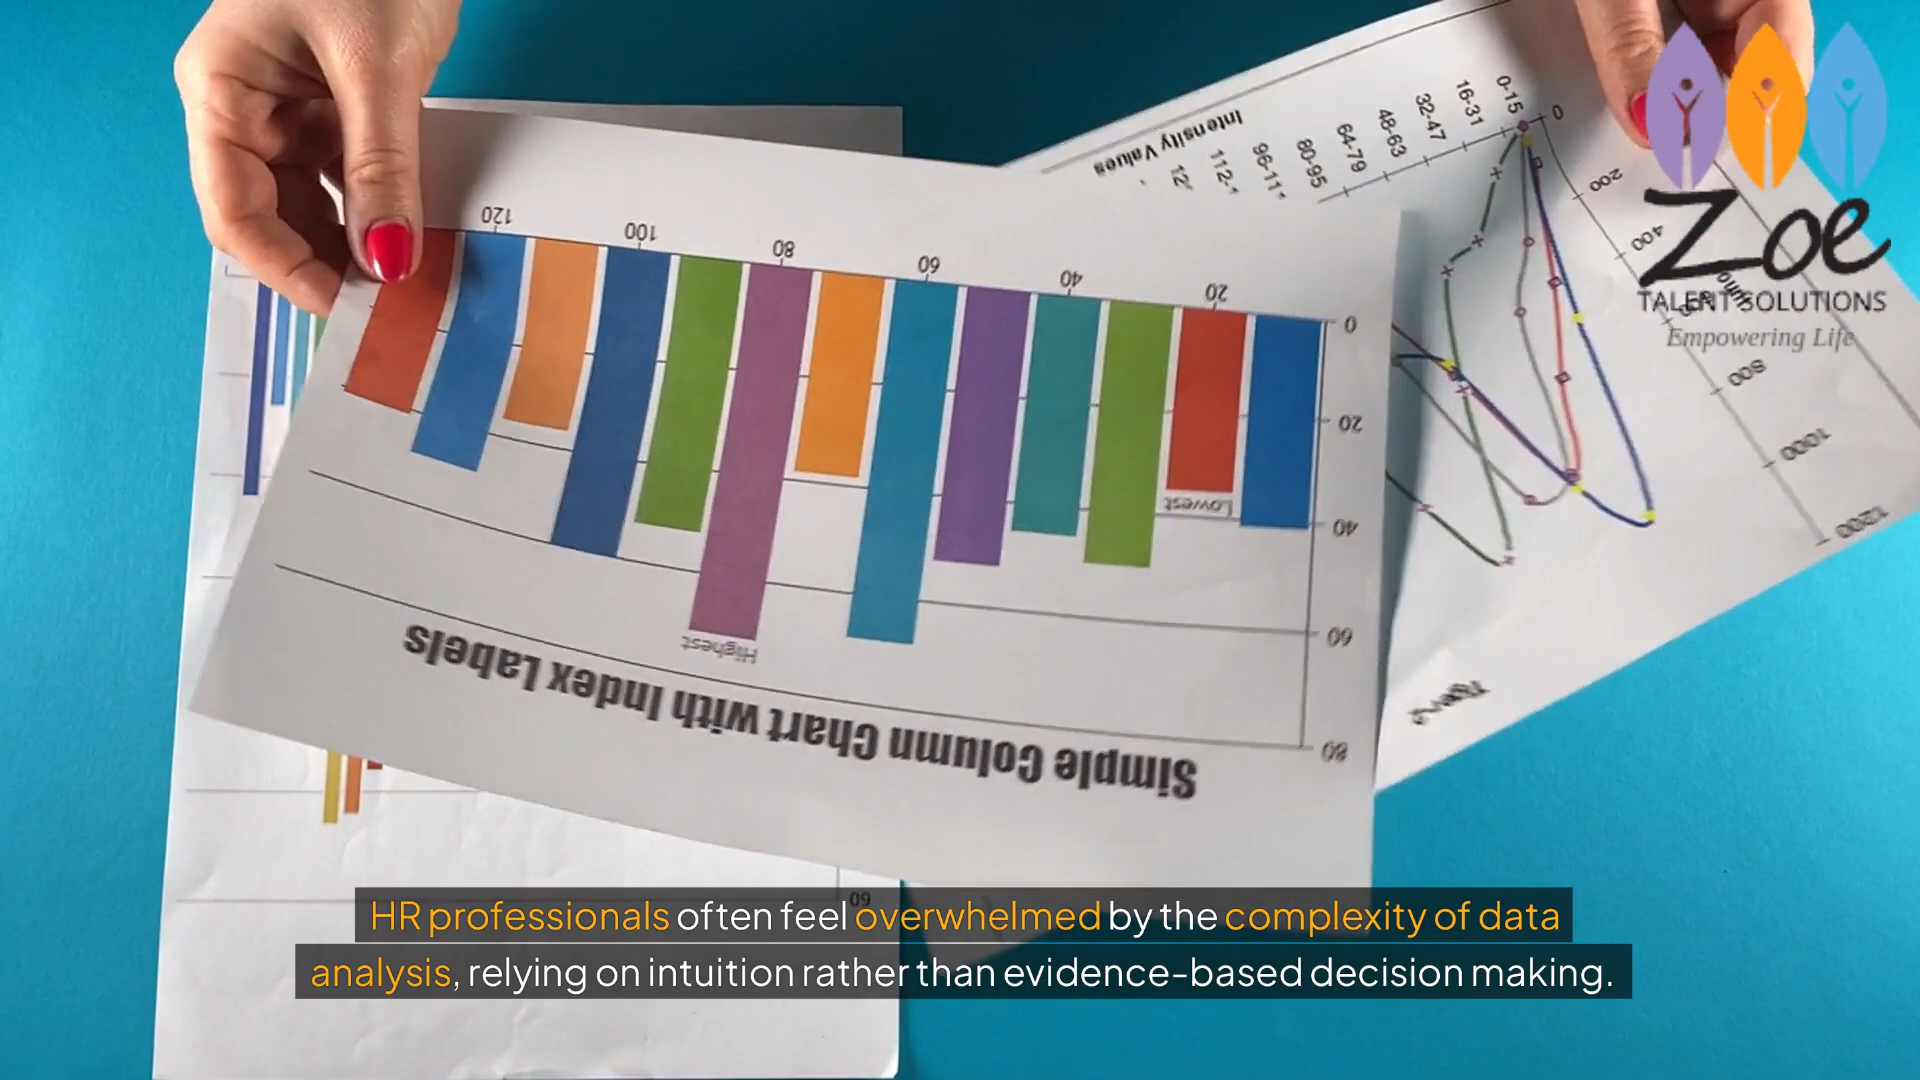 Zoe
TALENT SOLUTIONS
Empowering Life
Intensity Values
0-15
16-31
32-47
48-63
64-79
80-95
96-111
0
200
400
800
1000
1200
120
100
80
60
40
20
0
20
40
60
80
Lowest
Highest
Simple Column Chart with Index Labels
60
HR professionals often feel overwhelmed by the complexity of data
analysis, relying on intuition rather than evidence-based decision making.